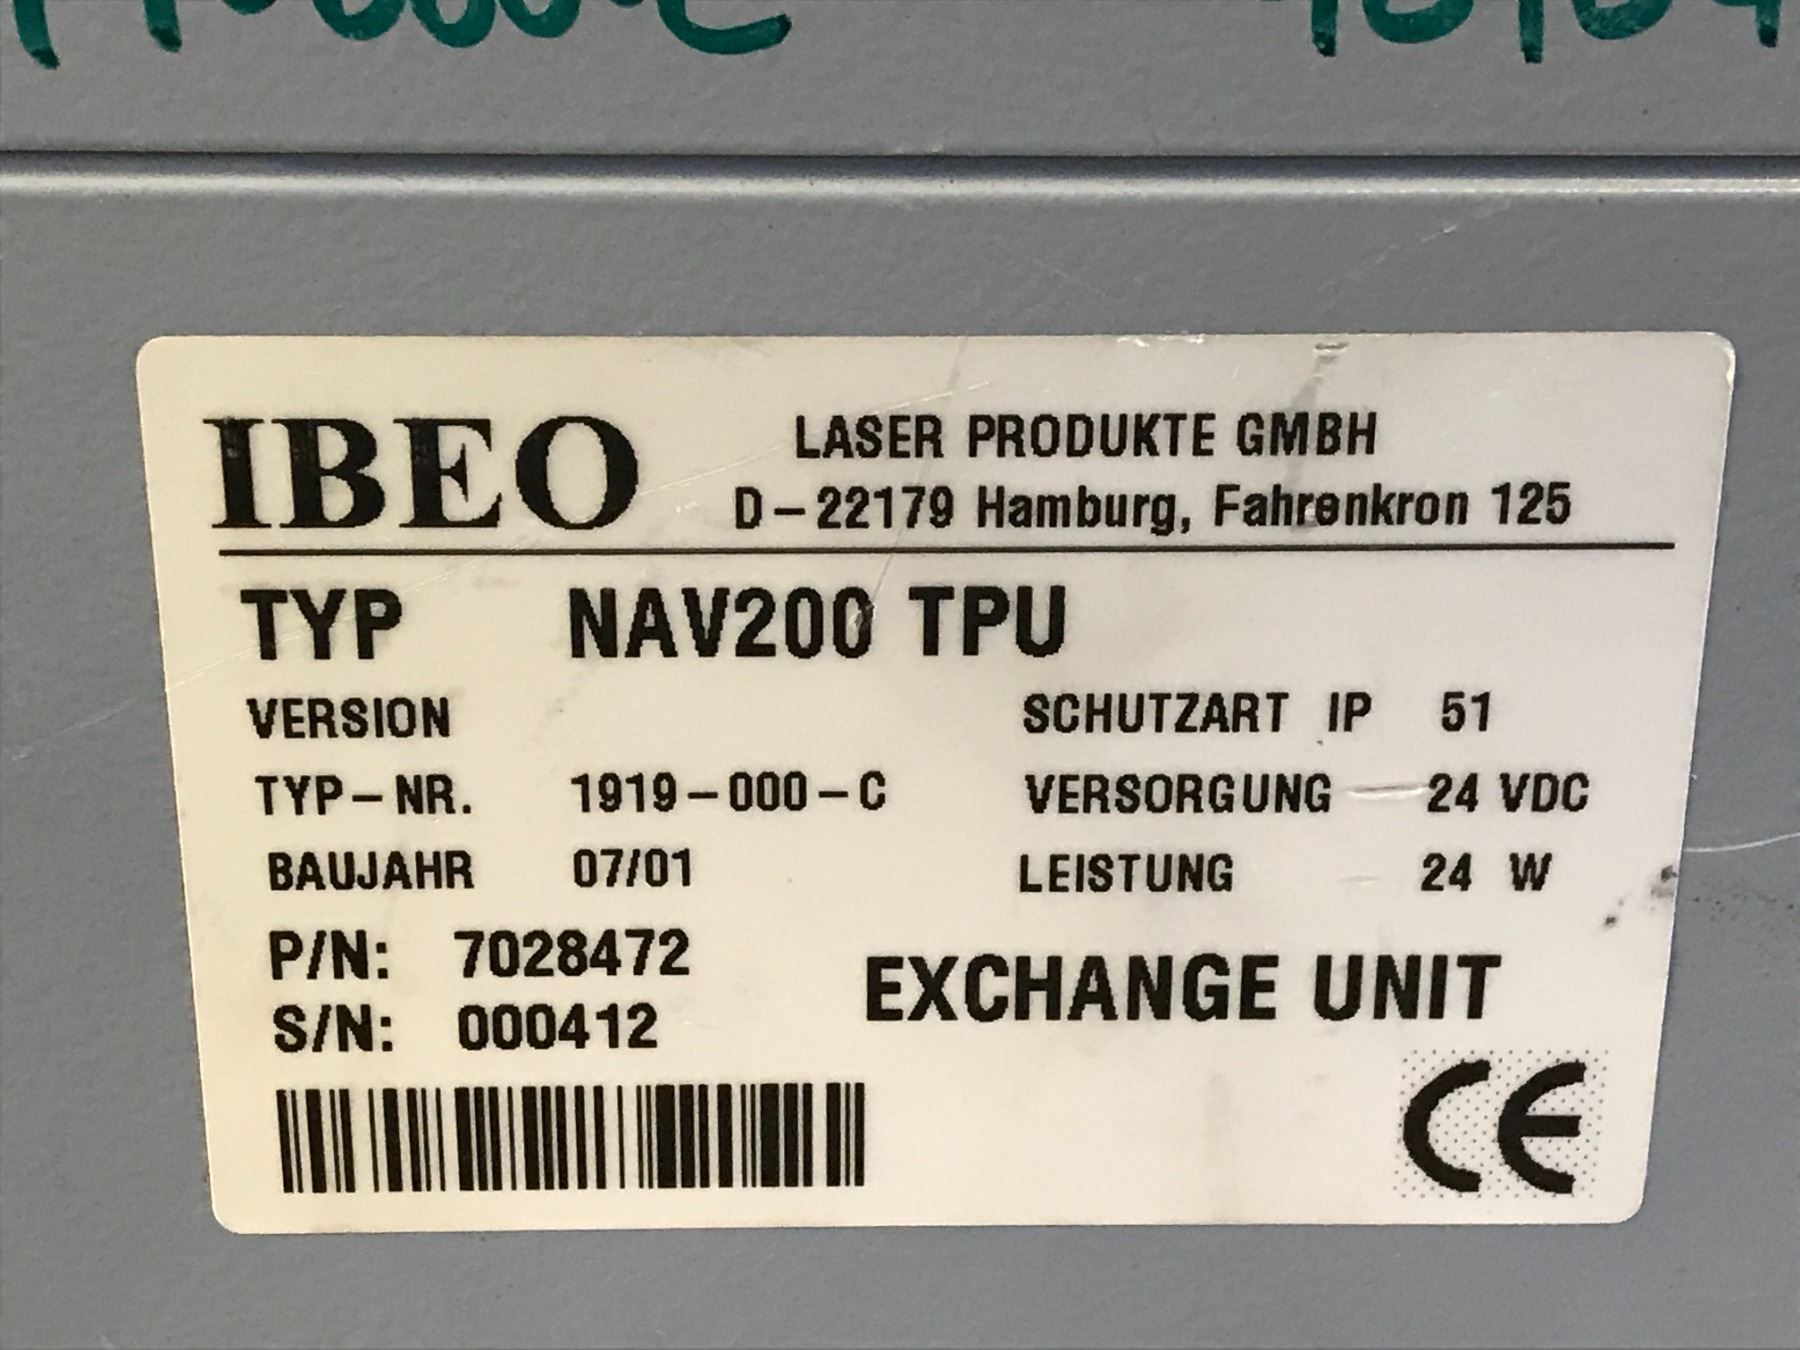 IBEO LASER PRODUKTE GMBH
D-22179 Hamburg, Fahrenkron 125
TYP NAV200 TPU
VERSION SCHUTZART IP 51
TYP-NR. 1919-000-C VERSORGUNG 24 VDC
BAUJAHR 07/01 LEISTUNG 24 W
P/N: 7028472
EXCHANGE UNIT
S/N: 000412
CE